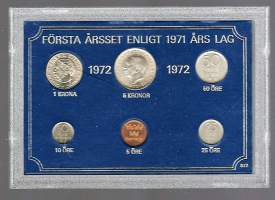 FÖRSTA ÅRSSET ENLIGT 1971 ÅRS LAG
1972 1972
1 KRONA 5 KRONOR 50 ÖRE
10 ÖRE 5 ÖRE 25 ÖRE